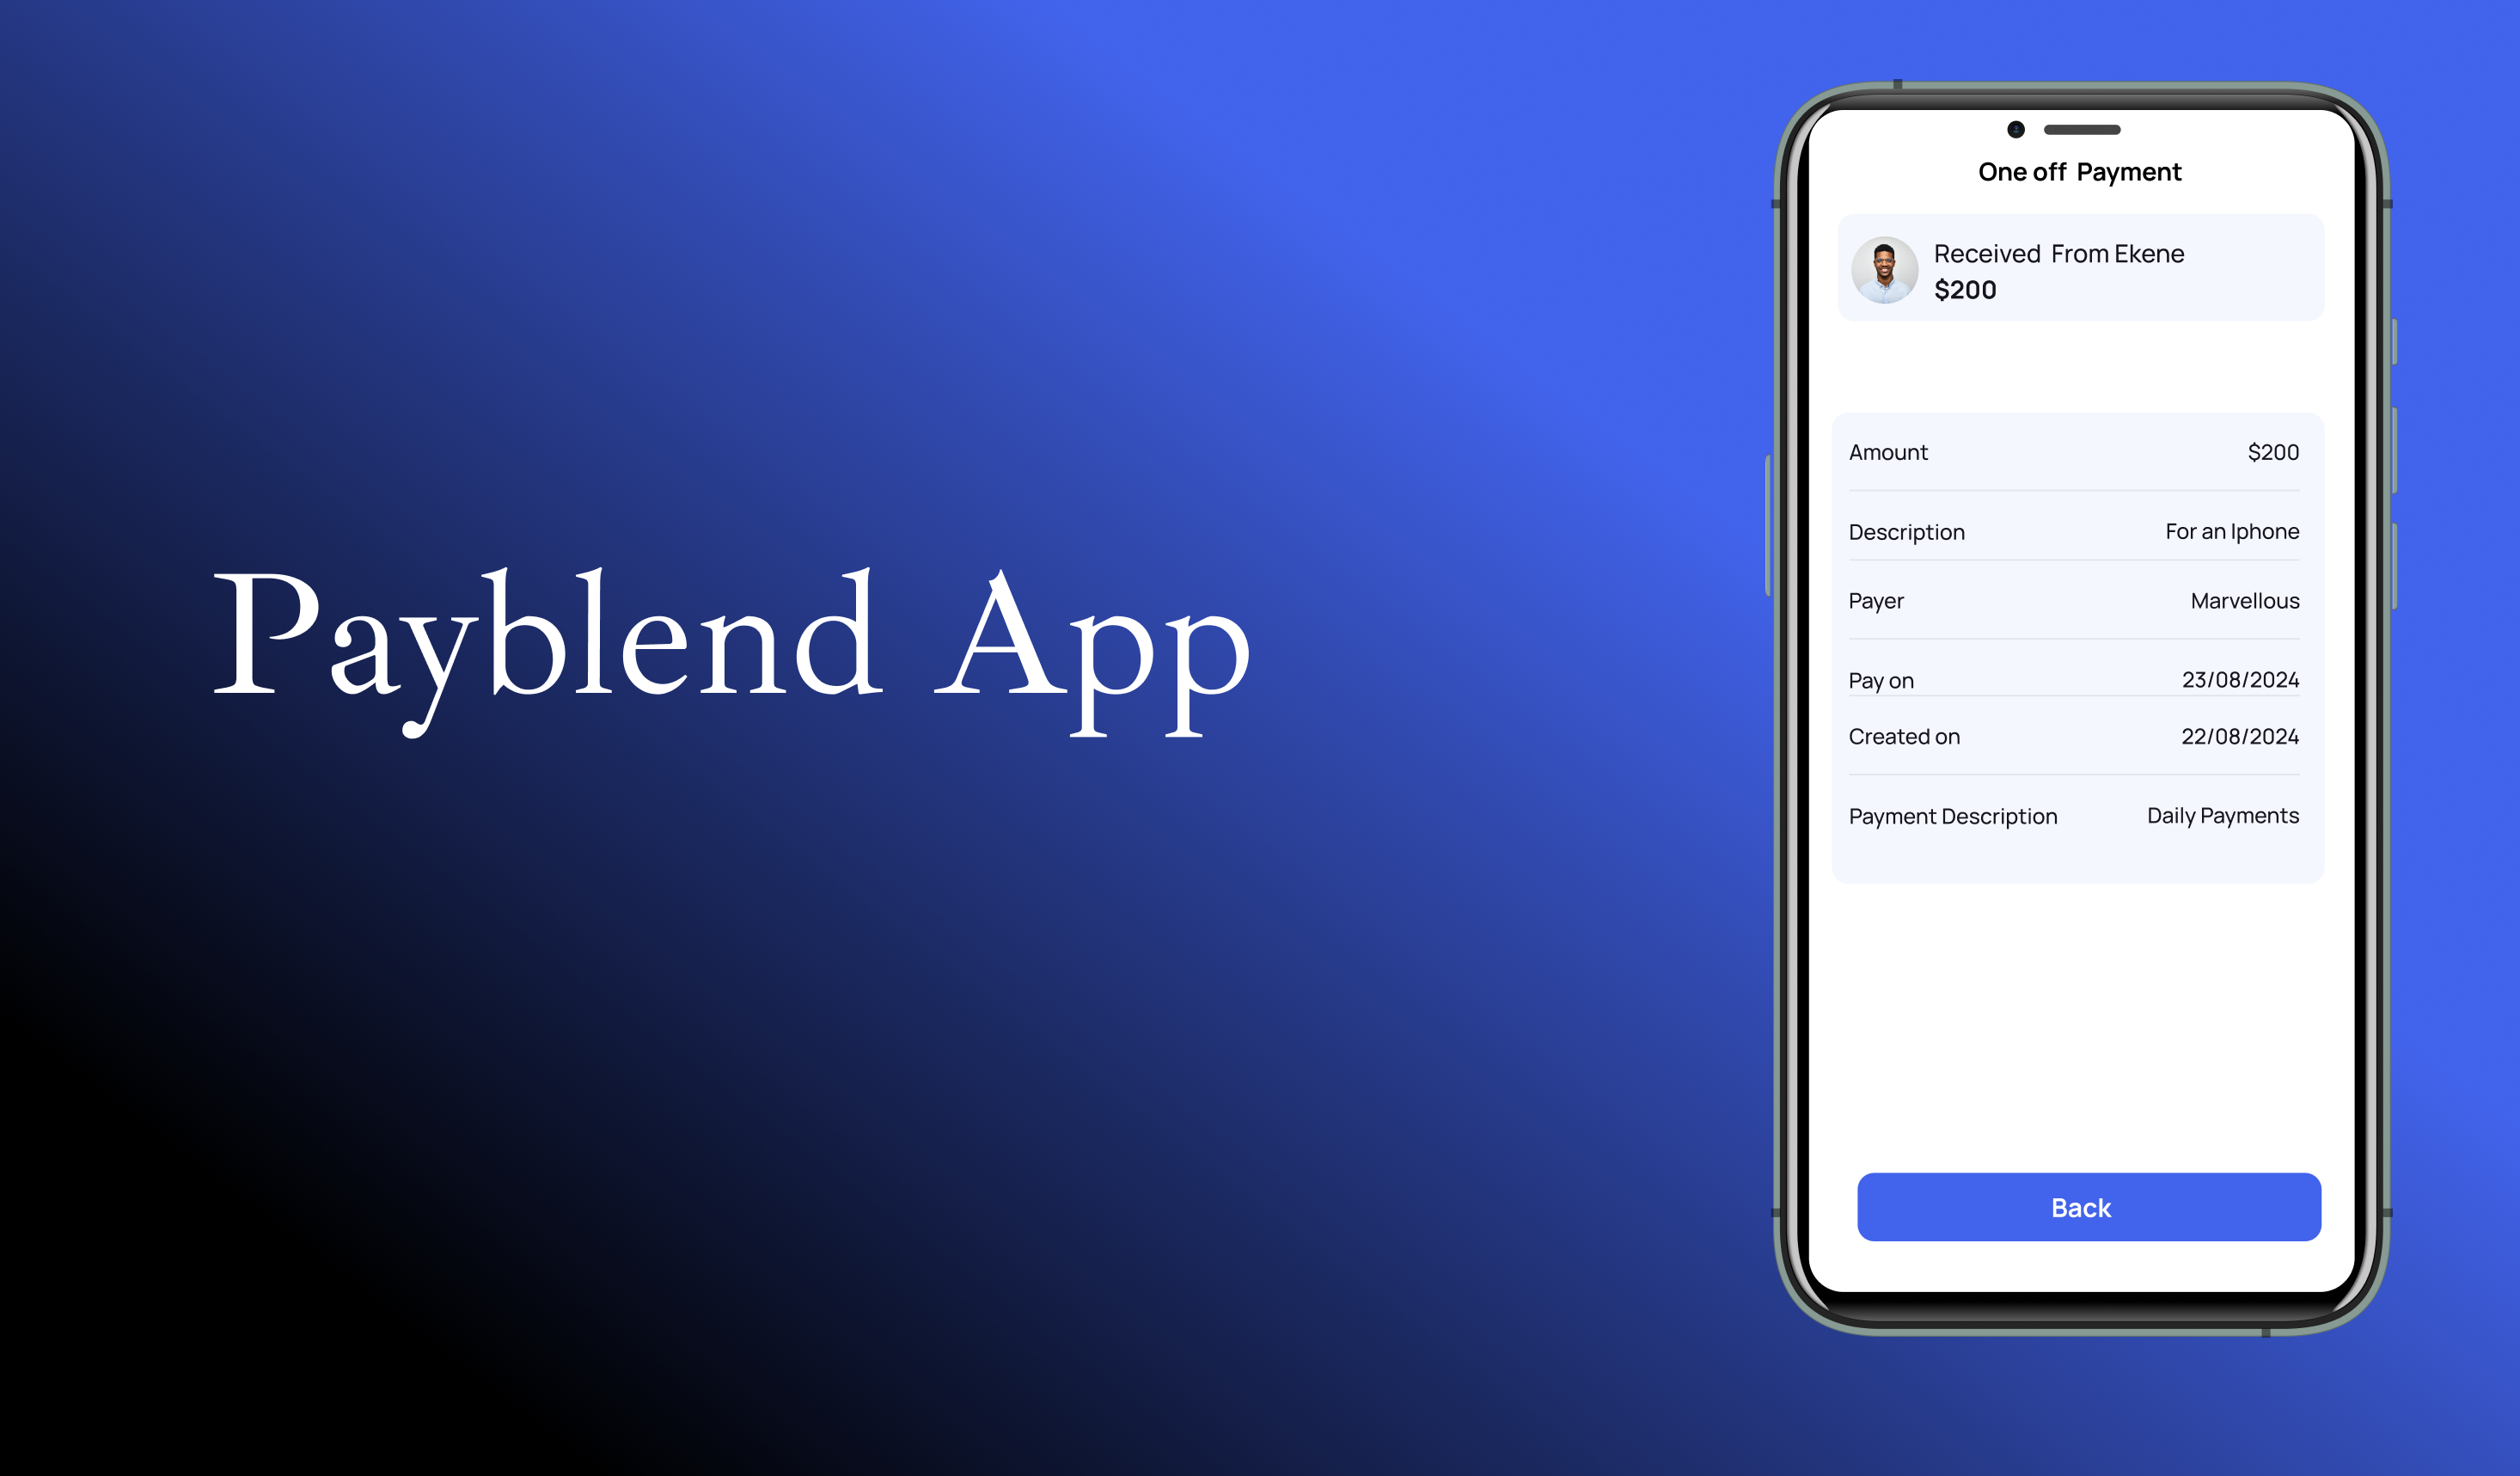 Payblend App
One off Payment
Received From Ekene
$200
Amount $200
Description For an Iphone
Payer Marvellous
Pay on 23/08/2024
Created on 22/08/2024
Payment Description Daily Payments
Back